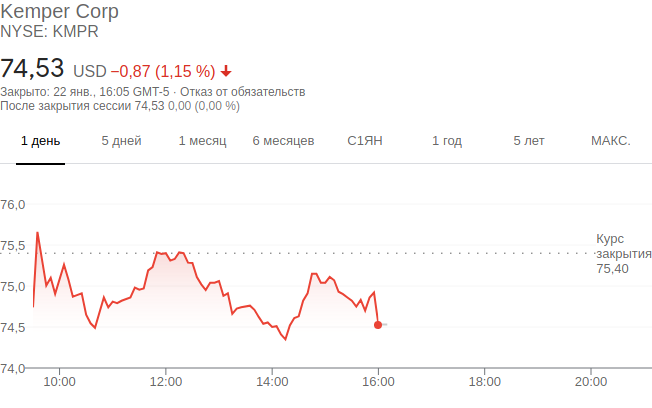 Kemper Corp
NYSE: KMPR
74,53 USD −0,87 (1,15 %)
Закрыто: 22 янв., 16:05 GMT-5 · Отказ от обязательств
После закрытия сессии 74,53 0,00 (0,00 %)
1 день 5 дней 1 месяц 6 месяцев С1ЯН 1 год 5 лет МАКС.
76,0
75,5
75,0
74,5
74,0
Курс
закрытия
75,40
10:00 12:00 14:00 16:00 18:00 20:00